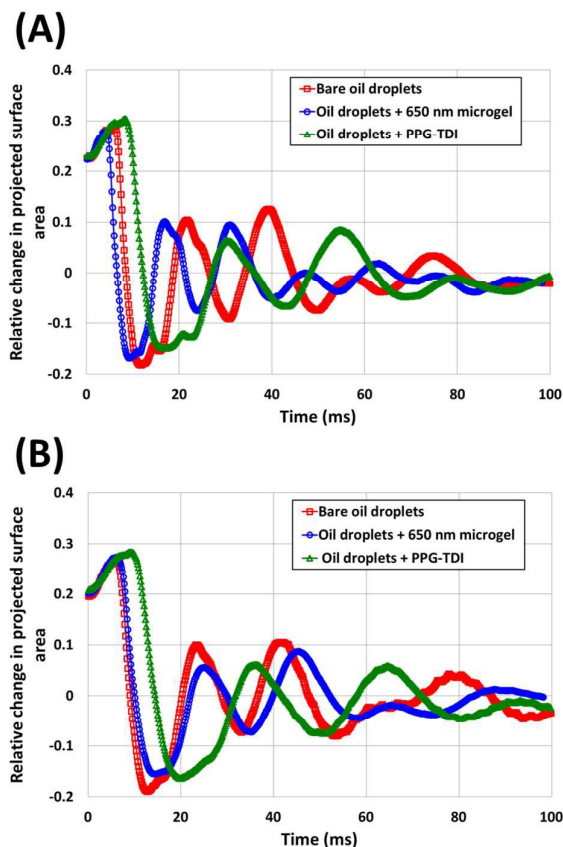 (A)
0.4
0.3
0.2
0.1
0
-0.1
-0.2
Relative change in projected surface
area
Bare oil droplets
Oil droplets + 650 nm microgel
Oil droplets + PPG-TDI
0
20
40
60
80
100
Time (ms)
(B)
0.4
0.3
0.2
0.1
0
-0.1
-0.2
Relative change in projected surface
area
Bare oil droplets
Oil droplets + 650 nm microgel
Oil droplets + PPG-TDI
0
20
40
60
80
100
Time (ms)